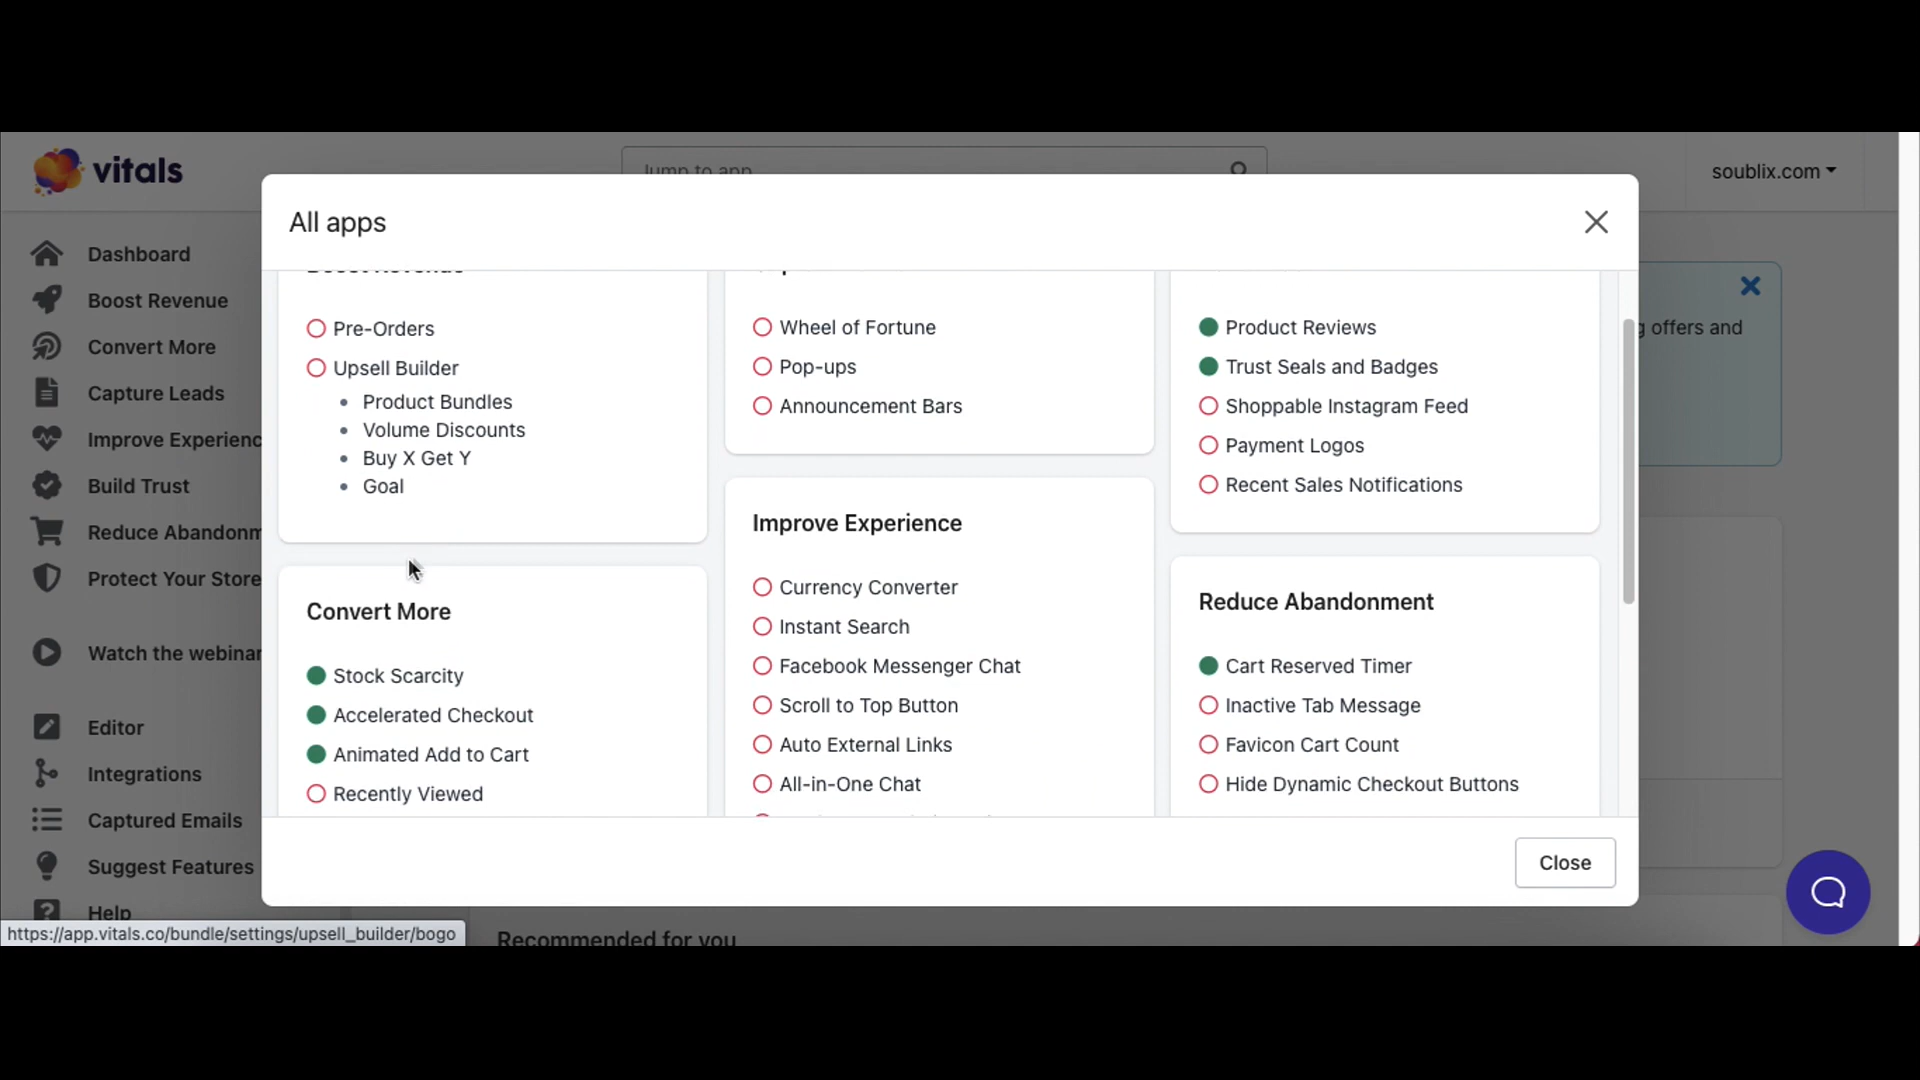 vitals
Jump to app
soublix.com
Dashboard
Boost Revenue
Convert More
Capture Leads
Improve Experienc
Build Trust
Reduce Abandonm
Protect Your Store
Watch the webinar
Editor
Integrations
Captured Emails
Suggest Features
Help
g offers and
All apps
Boost Revenue
Pre-Orders
Upsell Builder
Product Bundles
Volume Discounts
Buy X Get Y
Goal
Convert More
Stock Scarcity
Accelerated Checkout
Animated Add to Cart
Recently Viewed
Wheel of Fortune
Pop-ups
Announcement Bars
Improve Experience
Currency Converter
Instant Search
Facebook Messenger Chat
Scroll to Top Button
Auto External Links
All-in-One Chat
Product Reviews
Trust Seals and Badges
Shoppable Instagram Feed
Payment Logos
Recent Sales Notifications
Reduce Abandonment
Cart Reserved Timer
Inactive Tab Message
Favicon Cart Count
Hide Dynamic Checkout Buttons
Close
Recommended for you
https://app.vitals.co/bundle/settings/upsell_builder/bogo